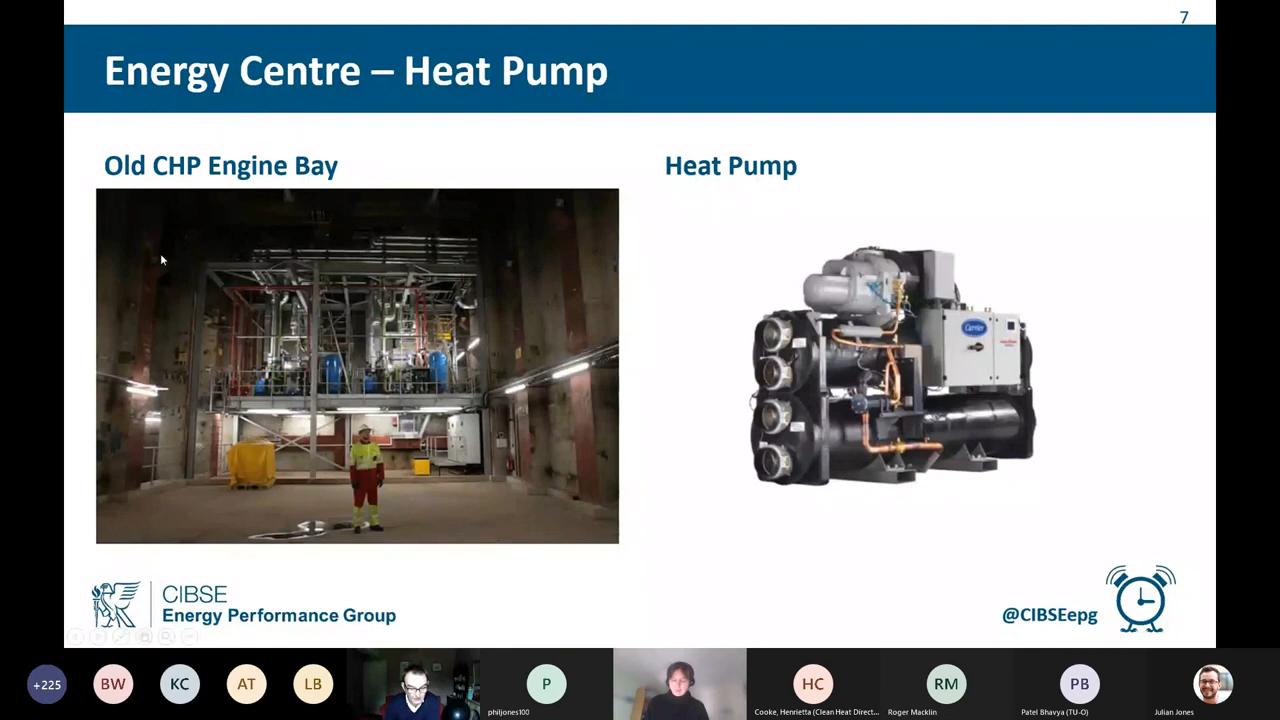 7
Energy Centre – Heat Pump
Old CHP Engine Bay
Heat Pump
Carrier
CIBSE
Energy Performance Group
@CIBSEepg
+225
BW
KC
AT
LB
P
philjones100
HC
Cooke, Henrietta (Clean Heat Direct...
RM
Roger Macklin
PB
Patel Bhavya (TU-O)
Julian Jones